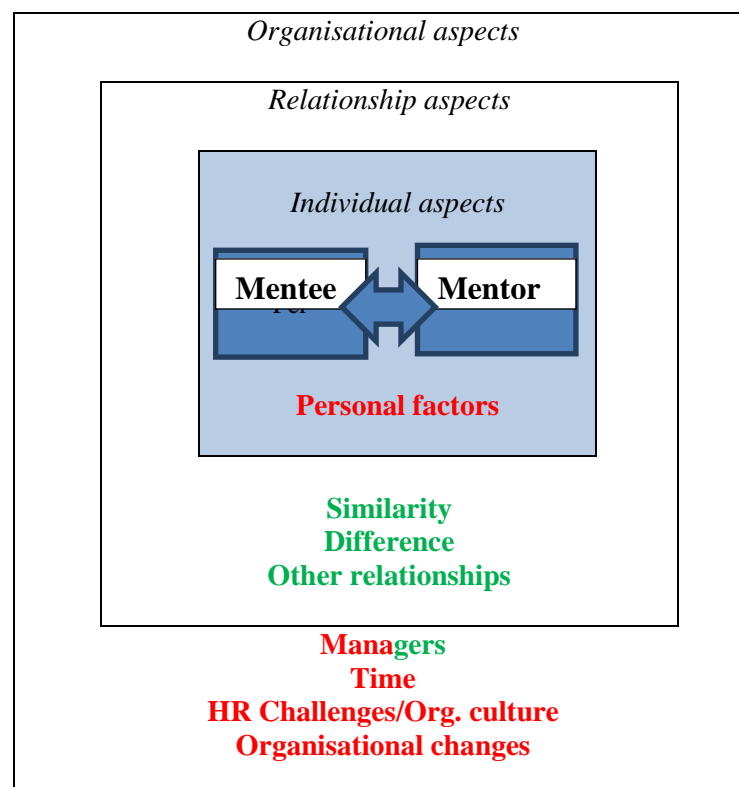 Organisational aspects
Relationship aspects
Individual aspects
Mentee Mentor
Personal factors
Similarity
Difference
Other relationships
Managers
Time
HR Challenges/Org. culture
Organisational changes